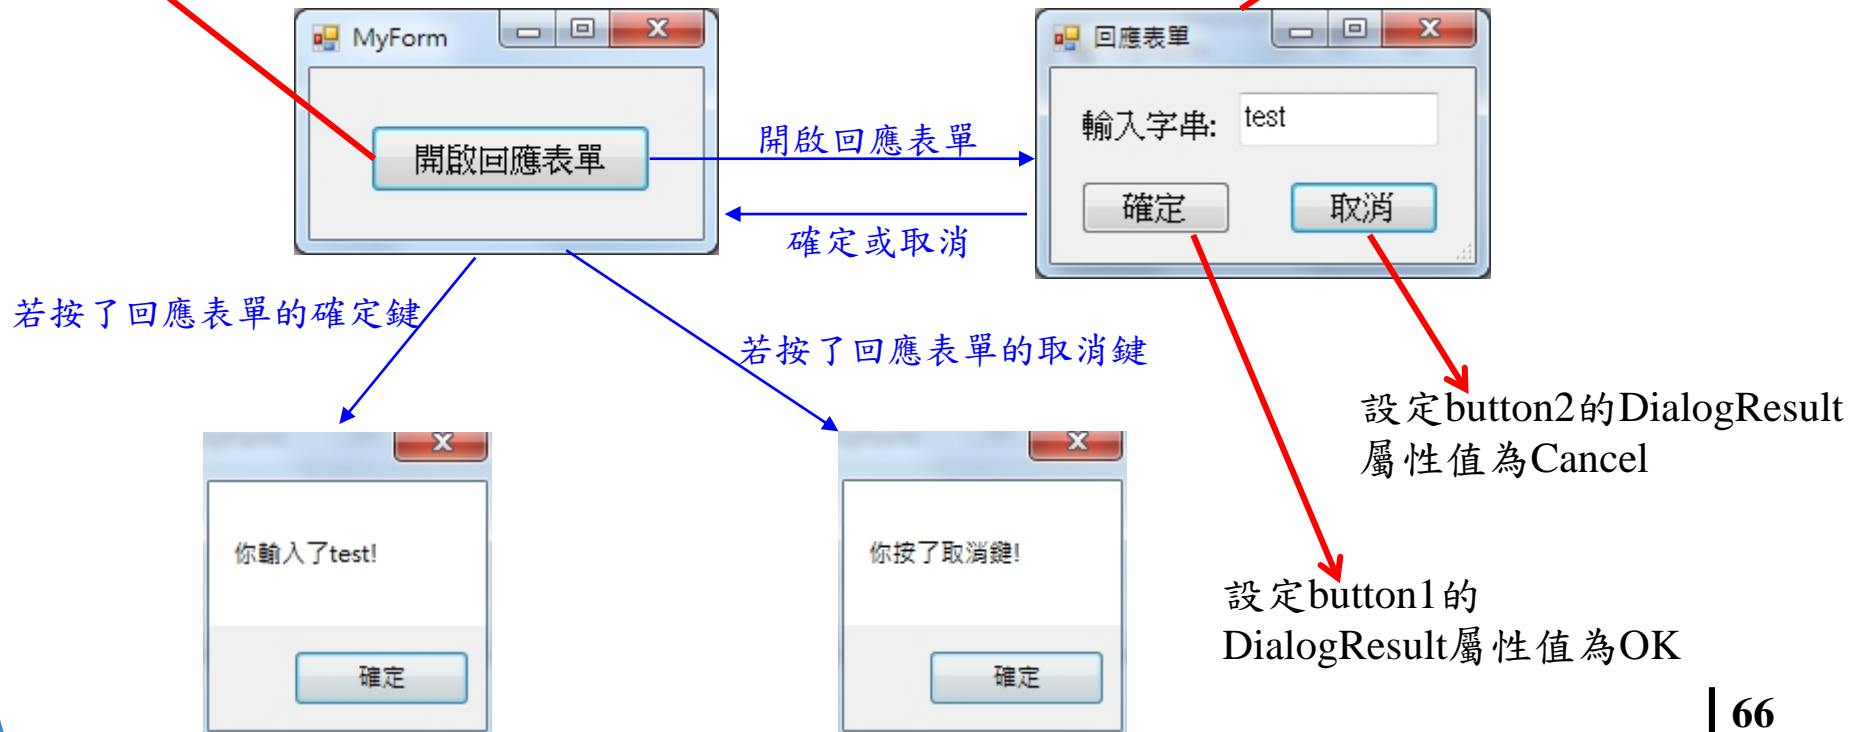 MyForm
開啟回應表單
開啟回應表單
確定或取消
回應表單
輸入字串:
test
確定
取消
若按了回應表單的確定鍵
若按了回應表單的取消鍵
設定button2的DialogResult
屬性值為Cancel
你輸入了test!
確定
你按了取消鍵!
確定
設定button1的
DialogResult屬性值為OK
66